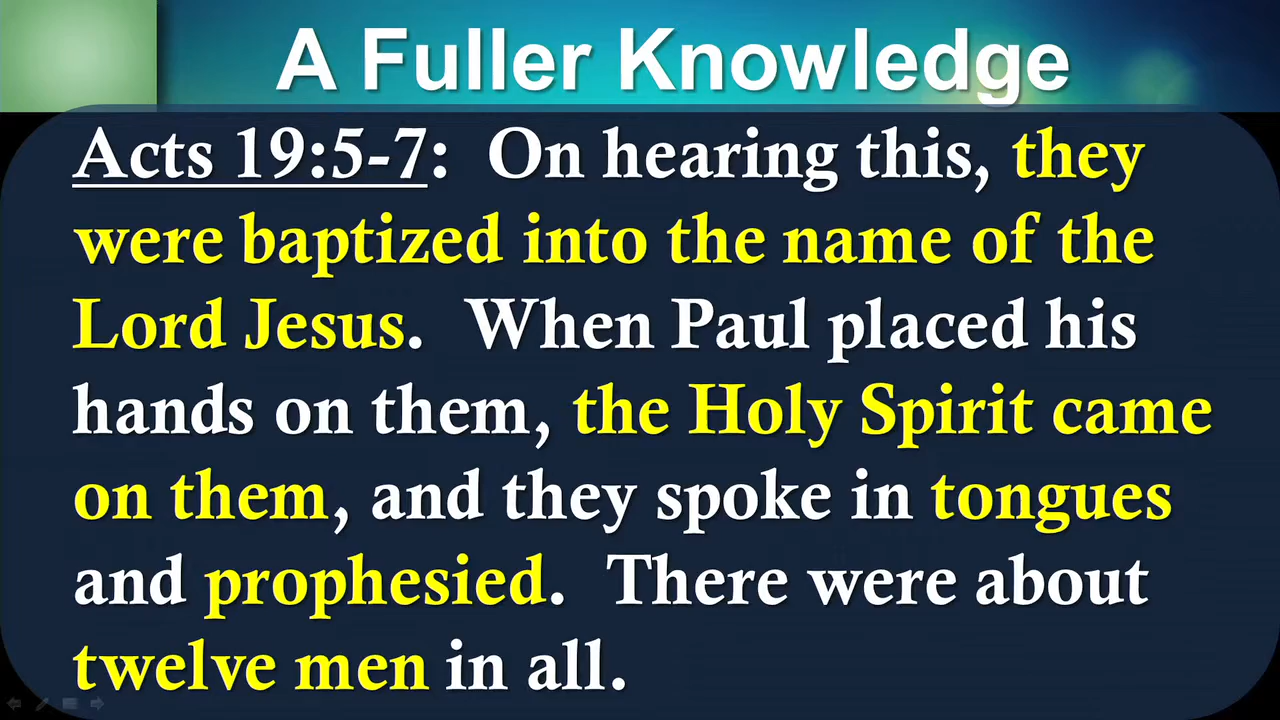 A Fuller Knowledge
Acts 19:5-7:  On hearing this, they
were baptized into the name of the
Lord Jesus.  When Paul placed his
hands on them, the Holy Spirit came
on them, and they spoke in tongues
and prophesied.  There were about
twelve men in all.